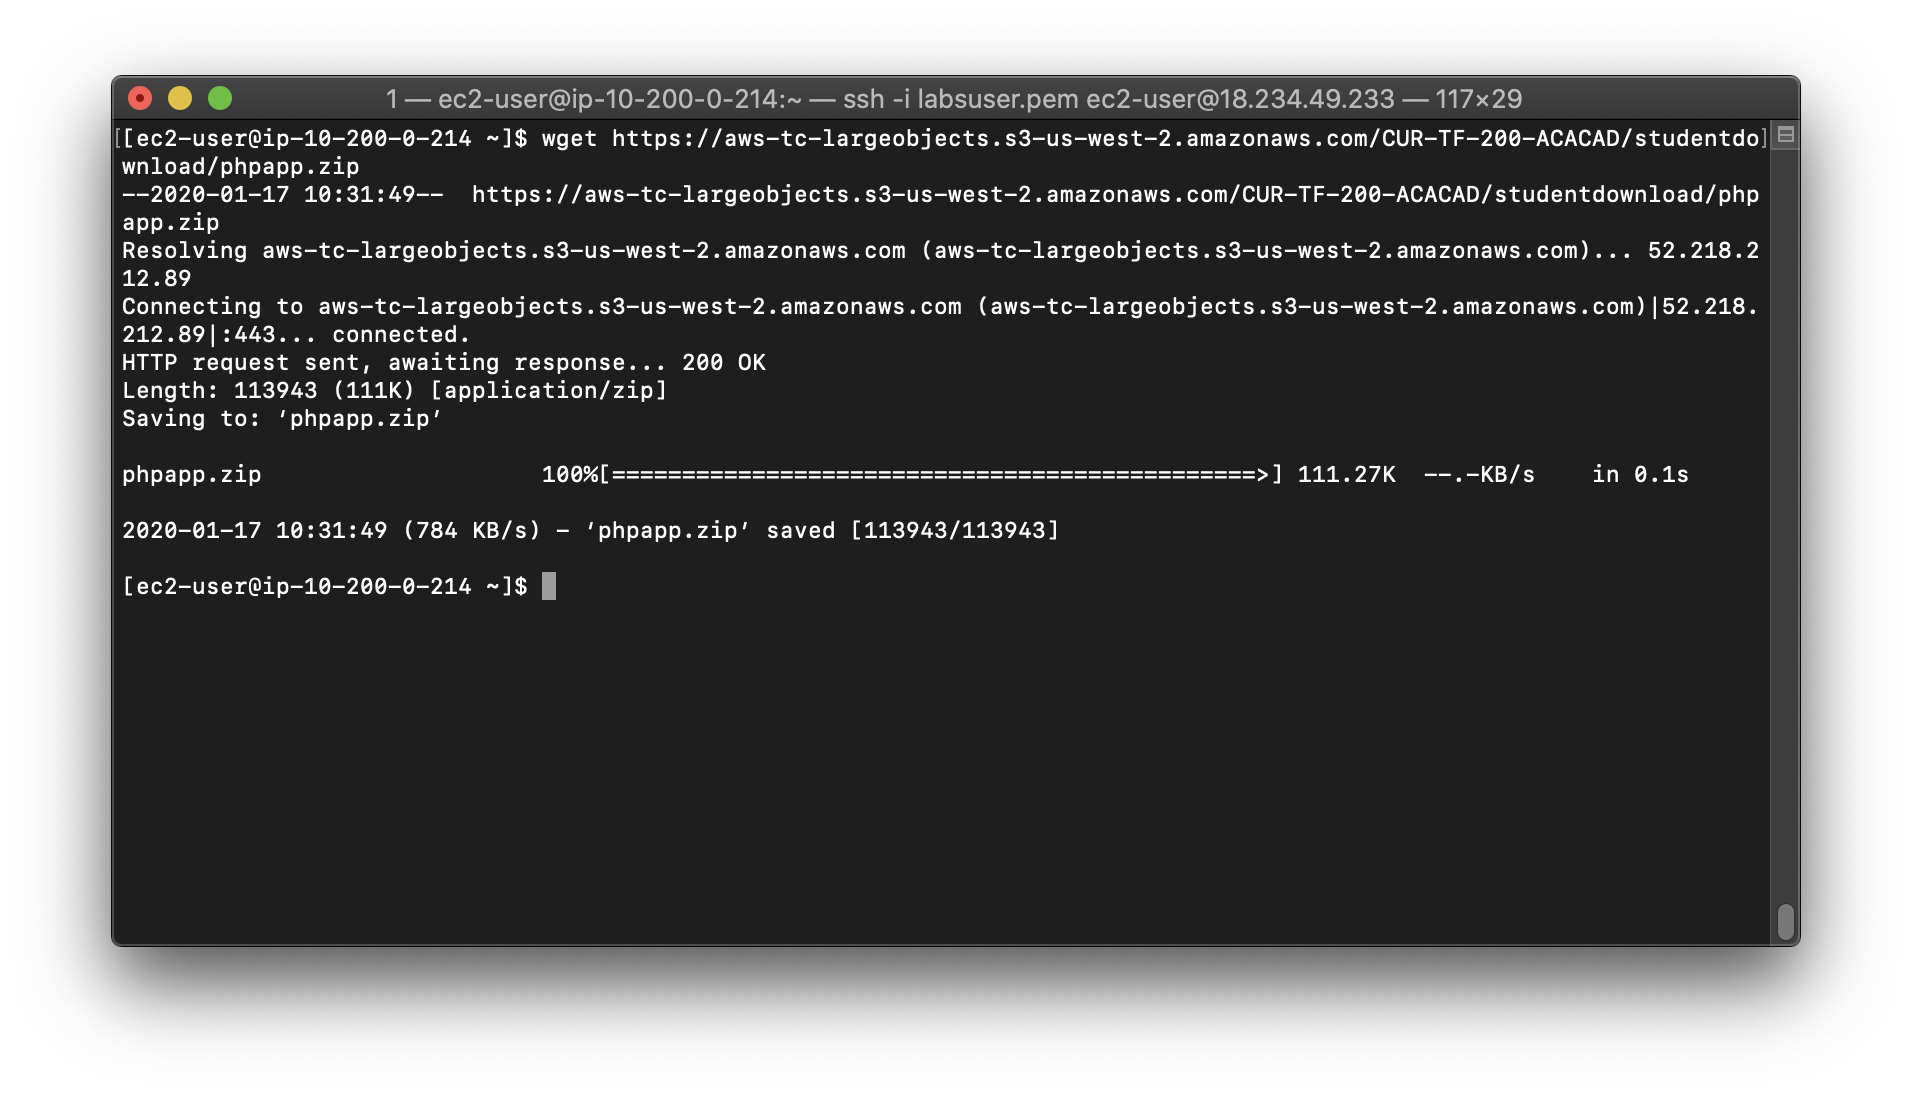 1 — ec2-user@ip-10-200-0-214:~ — ssh -i labsuser.pem ec2-user@18.234.49.233 — 117×29
[[ec2-user@ip-10-200-0-214 ~]$ wget https://aws-tc-largeobjects.s3-us-west-2.amazonaws.com/CUR-TF-200-ACACAD/studentdo]
wnload/phpapp.zip
--2020-01-17 10:31:49--  https://aws-tc-largeobjects.s3-us-west-2.amazonaws.com/CUR-TF-200-ACACAD/studentdownload/php
app.zip
Resolving aws-tc-largeobjects.s3-us-west-2.amazonaws.com (aws-tc-largeobjects.s3-us-west-2.amazonaws.com)... 52.218.2
12.89
Connecting to aws-tc-largeobjects.s3-us-west-2.amazonaws.com (aws-tc-largeobjects.s3-us-west-2.amazonaws.com)|52.218.
212.89|:443... connected.
HTTP request sent, awaiting response... 200 OK
Length: 113943 (111K) [application/zip]
Saving to: ‘phpapp.zip’
phpapp.zip                    100%[==============================================>] 111.27K  --.-KB/s    in 0.1s
2020-01-17 10:31:49 (784 KB/s) - ‘phpapp.zip’ saved [113943/113943]
[ec2-user@ip-10-200-0-214 ~]$